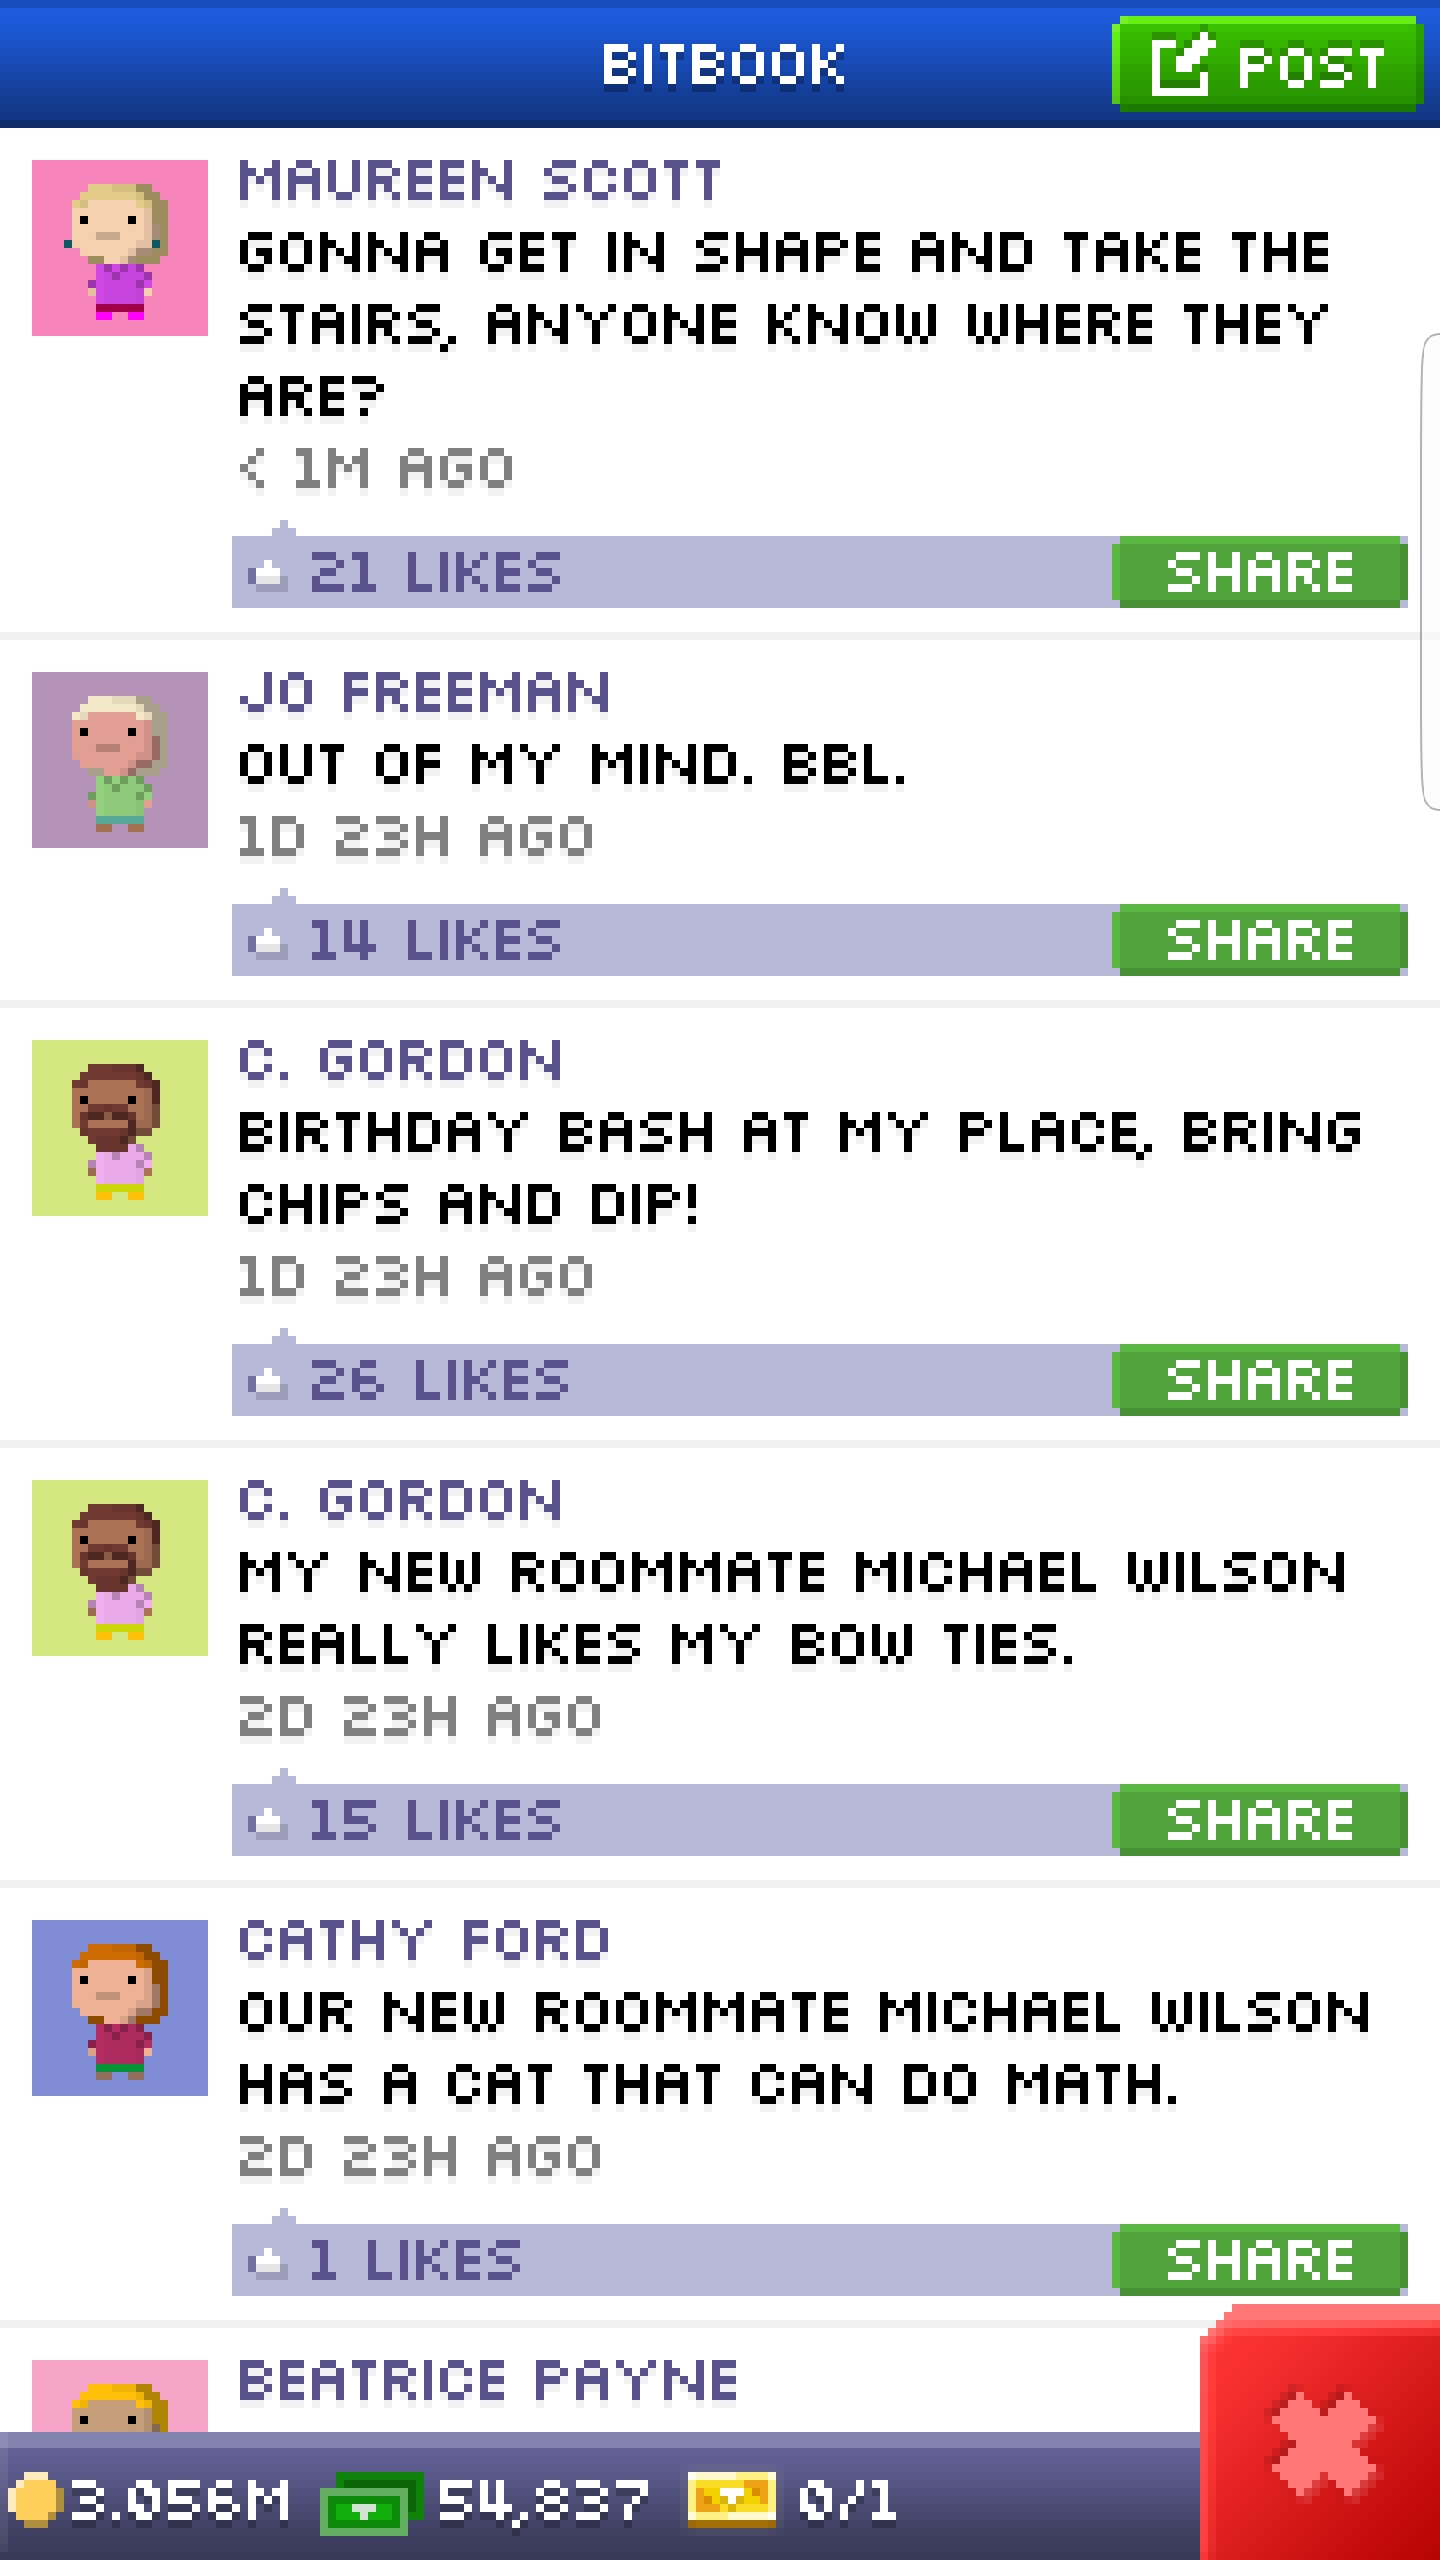 BITBOOK
POST
MAUREEN SCOTT
GONNA GET IN SHAPE AND TAKE THE
STAIRS, ANYONE KNOW WHERE THEY
ARE?
< 1M AGO
21 LIKES
SHARE
JO FREEMAN
OUT OF MY MIND. BBL.
1D 23H AGO
14 LIKES
SHARE
C. GORDON
BIRTHDAY BASH AT MY PLACE, BRING
CHIPS AND DIP!
1D 23H AGO
26 LIKES
SHARE
C. GORDON
MY NEW ROOMMATE MICHAEL WILSON
REALLY LIKES MY BOW TIES.
2D 23H AGO
15 LIKES
SHARE
CATHY FORD
OUR NEW ROOMMATE MICHAEL WILSON
HAS A CAT THAT CAN DO MATH.
2D 23H AGO
1 LIKES
SHARE
BEATRICE PAYNE
3.056M 54,837 0/1